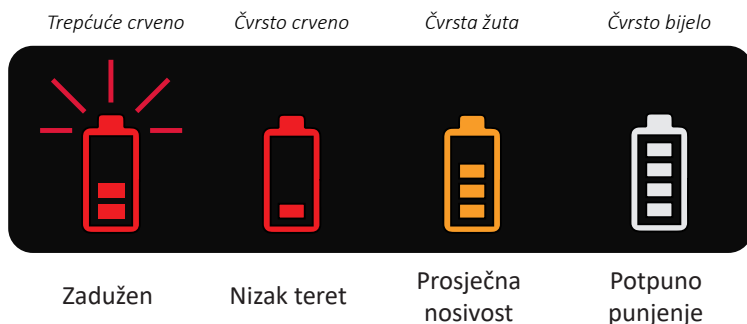 Trepćuće crveno Čvrsto crveno Čvrsta žuta Čvrsto bijelo
Zadužen Nizak teret Prosječna nosivost Potpuno punjenje